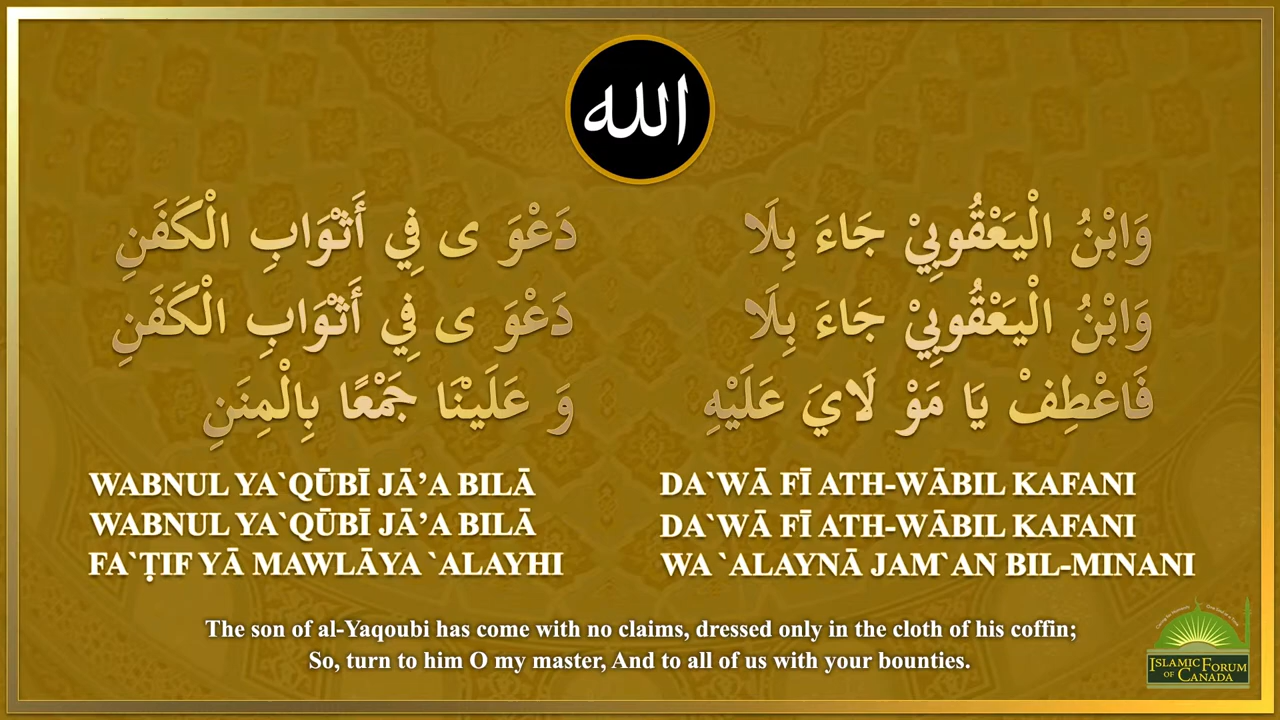 الله
وَابْنُ الْيَعْقُوبِيْ جَاءَ بِلَا دَعْوَ ى فِي أَثْوَابِ الْكَفَنِ
وَابْنُ الْيَعْقُوبِيْ جَاءَ بِلَا دَعْوَ ى فِي أَثْوَابِ الْكَفَنِ
فَاعْطِفْ يَا مَوْ لَايَ عَلَيْهِ وَ عَلَيْنَا جَمْعًا بِالْمِنَنِ
WABNUL YA`QŪBĪ JĀ’A BILĀ DA`WĀ FĪ ATH-WĀBIL KAFANI
WABNUL YA`QŪBĪ JĀ’A BILĀ DA`WĀ FĪ ATH-WĀBIL KAFANI
FA`ṬIF YĀ MAWLĀYA `ALAYHI WA `ALAYNĀ JAM`AN BIL-MINANI
The son of al-Yaqoubi has come with no claims, dressed only in the cloth of his coffin;
So, turn to him O my master, And to all of us with your bounties.
ISLAMIC FORUM
OF CANADA